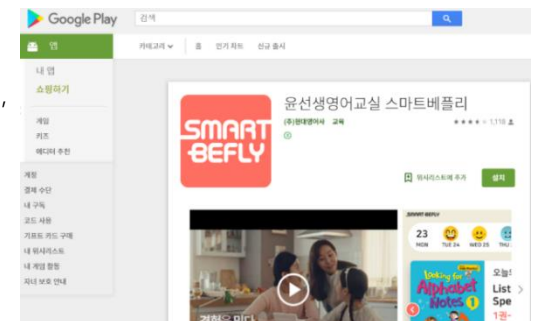 Google Play
검색
앱
카테고리
홈
인기 차트
신규 출시
내 앱
쇼핑하기
게임
키즈
에디터 추천
계정
결제 수단
내 구독
코드 사용
기프트 카드 구매
내 위시리스트
내 게임 활동
자녀 보호 안내
SMART
BEFLY
윤선생영어교실 스마트베플리
(주)현대영어사 교육
1,118
위시리스트에 추가
설치
SMART-BEFLY
23
MON
TUE 24
WED 25
THU
Looking for
Alphabet
Notes 1
List
Spe
1권-